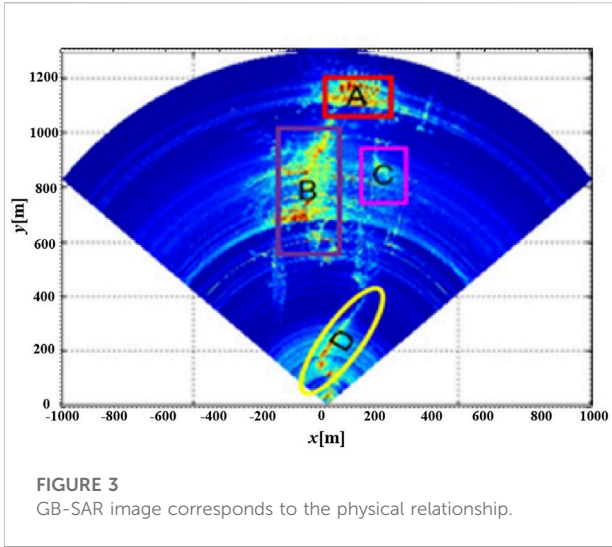 1200
A
1000
C
B
800
y[m]
600
400
D
200
0
-1000 -800 -600 -400 -200 0 200 400 600 800 1000
x[m]
FIGURE 3
GB-SAR image corresponds to the physical relationship.